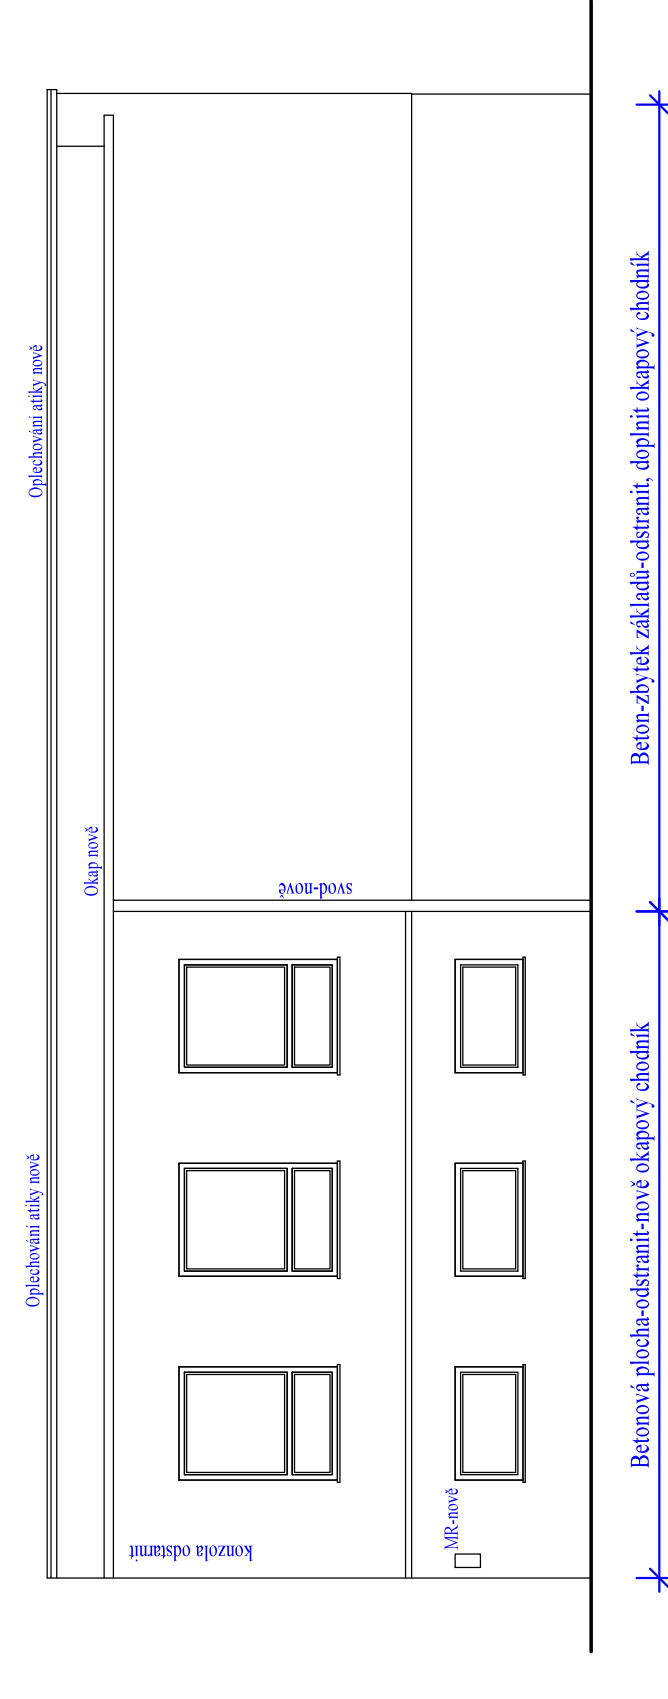 Oplechování atiky nově
Oplechování atiky nově
Okap nově
svod-nově
konzola odstarnit
MR-nově
Betonová plocha-odstranit-nově okapový chodník
Beton-zbytek základů-odstranit, doplnit okapový chodník